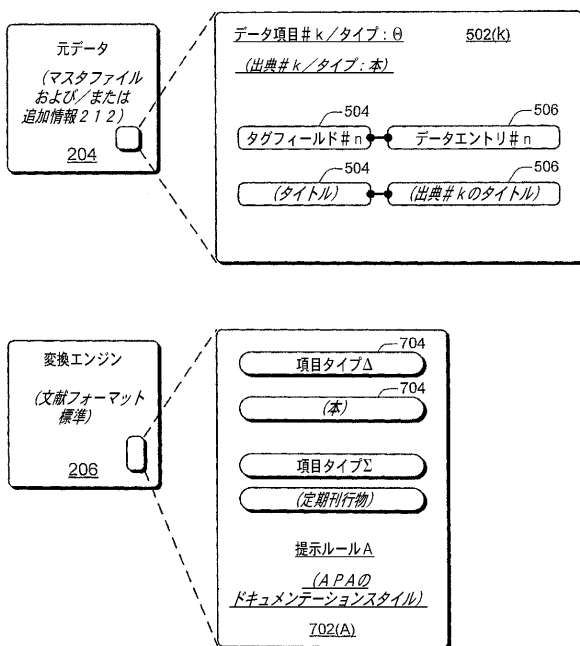 元データ
(マスタファイル
および/または
追加情報212)
204
データ項目#k/タイプ:Θ 502(k)
(出典#k/タイプ:本)
504 506
タグフィールド#n データエントリ#n
504 506
(タイトル) (出典#kのタイトル)
変換エンジン
(文献フォーマット
標準)
206
704
項目タイプΔ
704
(本)
項目タイプΣ
(定期刊行物)
提示ルールA
(APAの
ドキュメンテーションスタイル)
702(A)